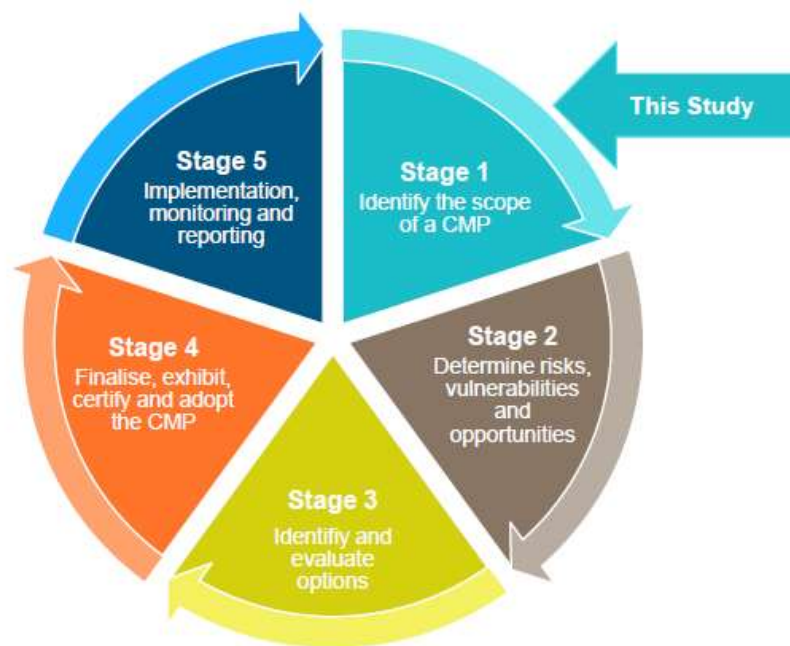 This Study
Stage 1
Identify the scope
of a CMP
Stage 2
Determine risks,
vulnerabilities
and
opportunities
Stage 3
Identifiy and
evaluate
options
Stage 4
Finalise, exhibit,
certify and adopt
the CMP
Stage 5
Implementation,
monitoring and
reporting